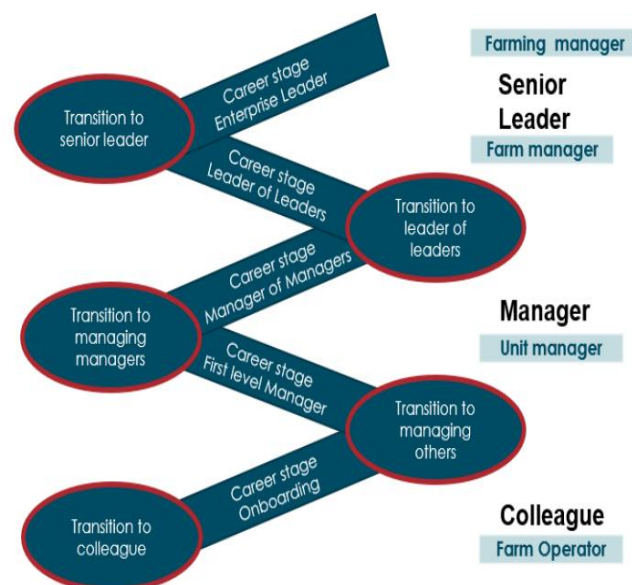 Farming manager
Career stage
Enterprise Leader
Senior
Leader
Transition to
senior leader
Farm manager
Career stage
Leader of Leaders
Transition to
leader of
leaders
Career stage
Manager of Managers
Manager
Transition to
managing
managers
Unit manager
Career stage
First level Manager
Transition to
managing
others
Career stage
Onboarding
Colleague
Transition to
colleague
Farm Operator